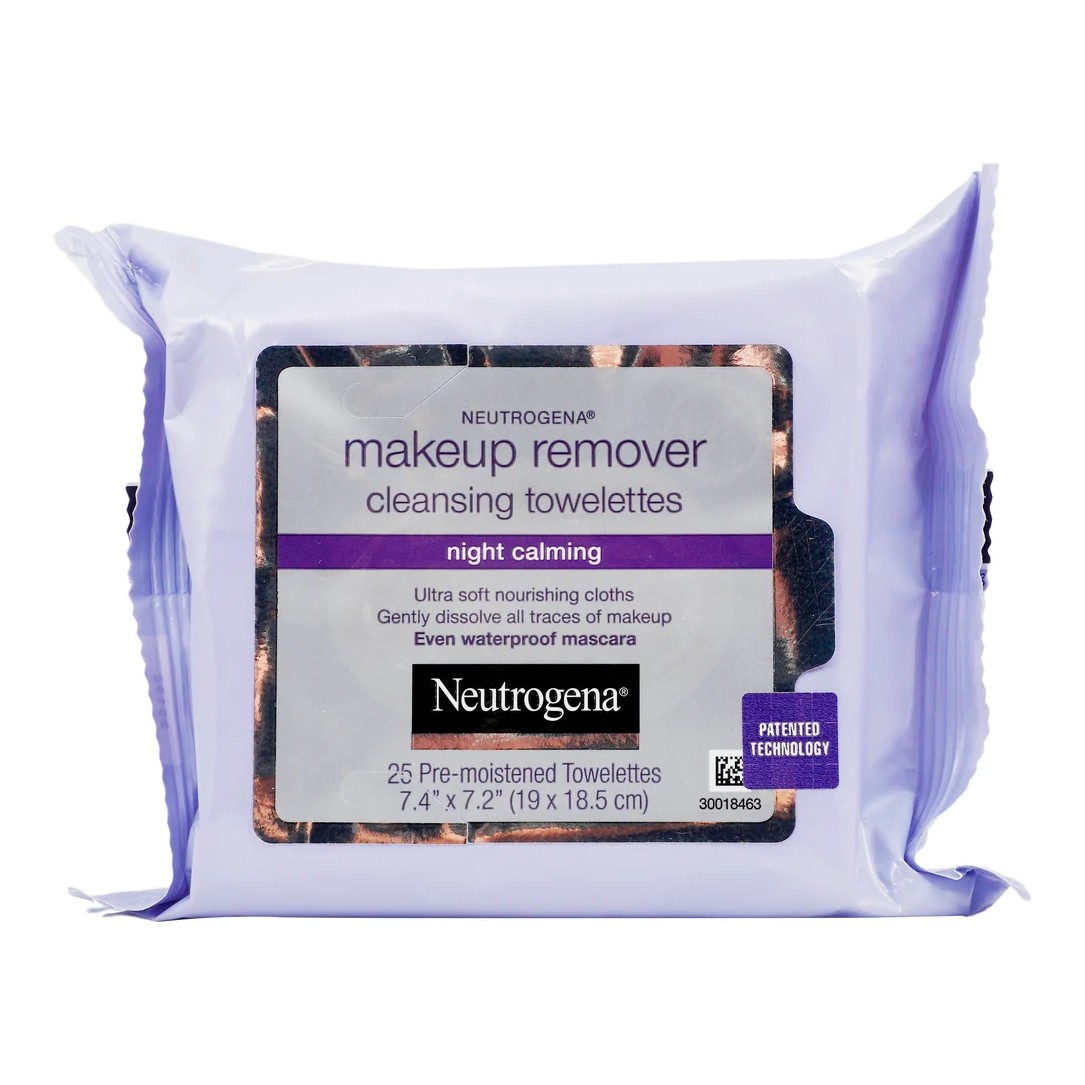 NEUTROGENA®
makeup remover
cleansing towelettes
night calming
Ultra soft nourishing cloths
Gently dissolve all traces of makeup
Even waterproof mascara
Neutrogena®
25 Pre-moistened Towelettes
7.4” x 7.2” (19 x 18.5 cm)
PATENTED
TECHNOLOGY
30018463